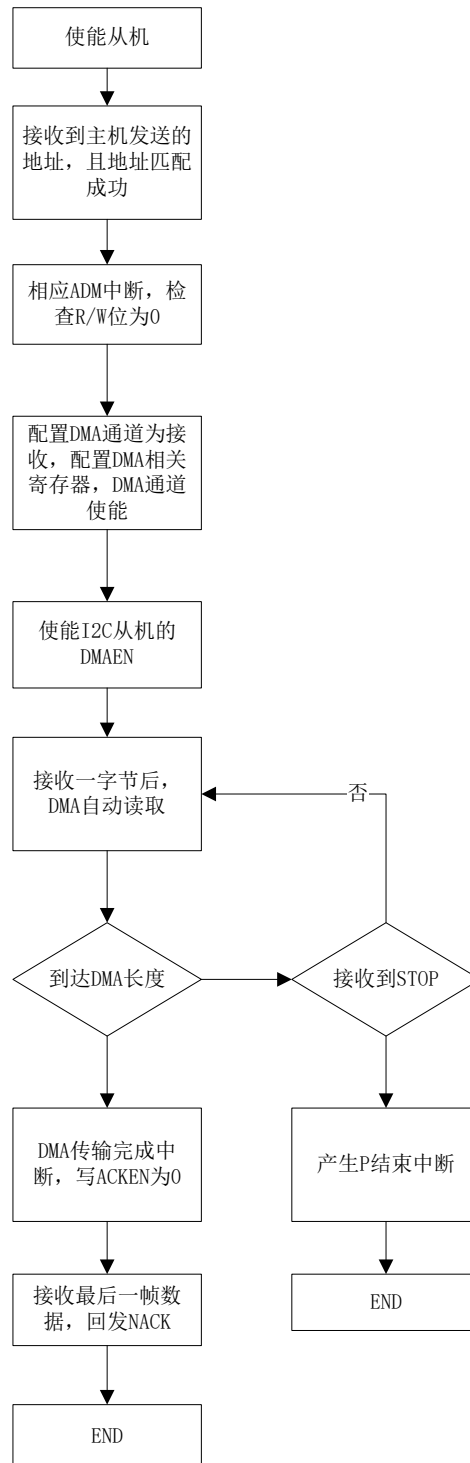 使能从机
接收到主机发送的
地址，且地址匹配
成功
相应ADM中断，检
查R/W位为0
配置DMA通道为接
收，配置DMA相关
寄存器，DMA通道
使能
使能I2C从机的
DMAEN
接收一字节后，
DMA自动读取
否
到达DMA长度
接收到STOP
DMA传输完成中
断，写ACKEN为0
产生P结束中断
接收最后一帧数
据，回发NACK
END
END